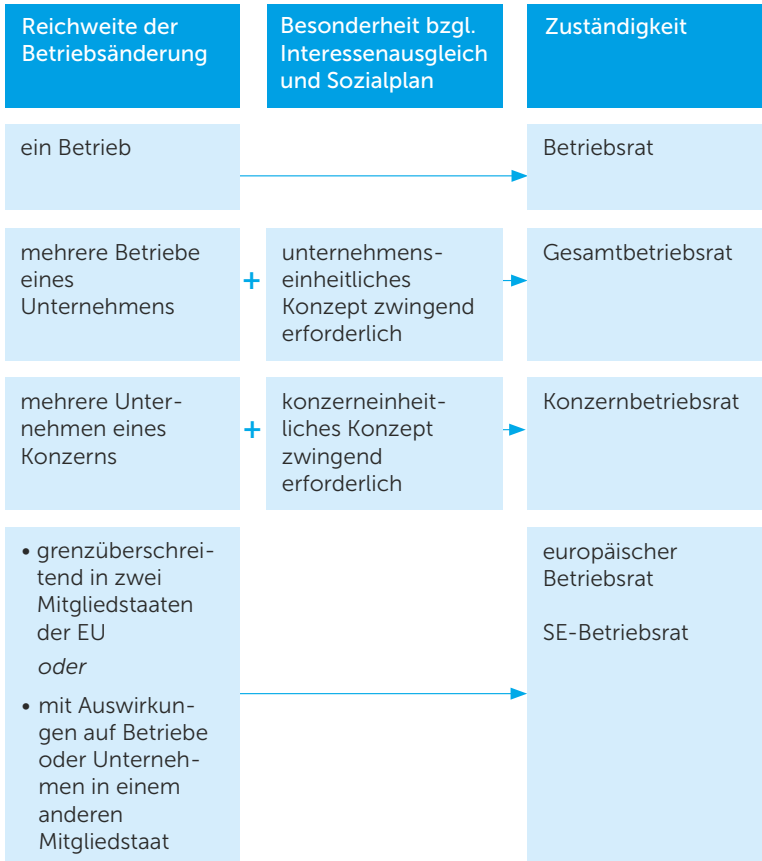 Reichweite der
Betriebsänderung
Besonderheit bzgl.
Interessenausgleich
und Sozialplan
Zuständigkeit
ein Betrieb
Betriebsrat
mehrere Betriebe
eines
Unternehmens
+
unternehmens-
einheitliches
Konzept zwingend
erforderlich
Gesamtbetriebsrat
mehrere Unter-
nehmen eines
Konzerns
+
konzerneinheit-
liches Konzept
zwingend
erforderlich
Konzernbetriebsrat
• grenzüberschrei-
tend in zwei
Mitgliedstaaten
der EU
oder
• mit Auswirkun-
gen auf Betriebe
oder Unterneh-
men in einem
anderen
Mitgliedstaat
europäischer
Betriebsrat
SE-Betriebsrat